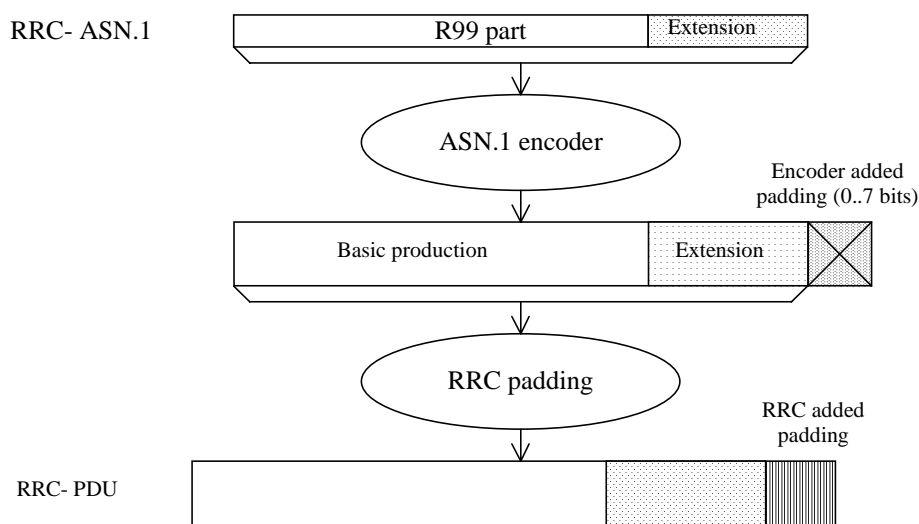 RRC- ASN.1
R99 part
Extension
ASN.1 encoder
Encoder added
padding (0..7 bits)
Basic production
Extension
RRC padding
RRC added
padding
RRC- PDU